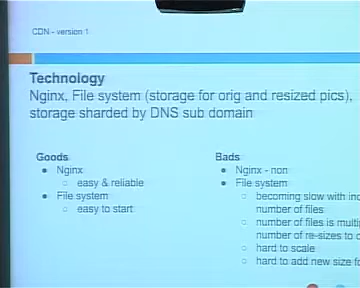 CDN - version 1
Technology
Nginx, File system (storage for orig and resized pics),
storage sharded by DNS sub domain
Goods
• Nginx
○ easy & reliable
• File system
○ easy to start
Bads
• Nginx - non
• File system
○ becoming slow with
number of files
○ number of files is
number of re-sizes to
○ hard to scale
○ hard to add new size